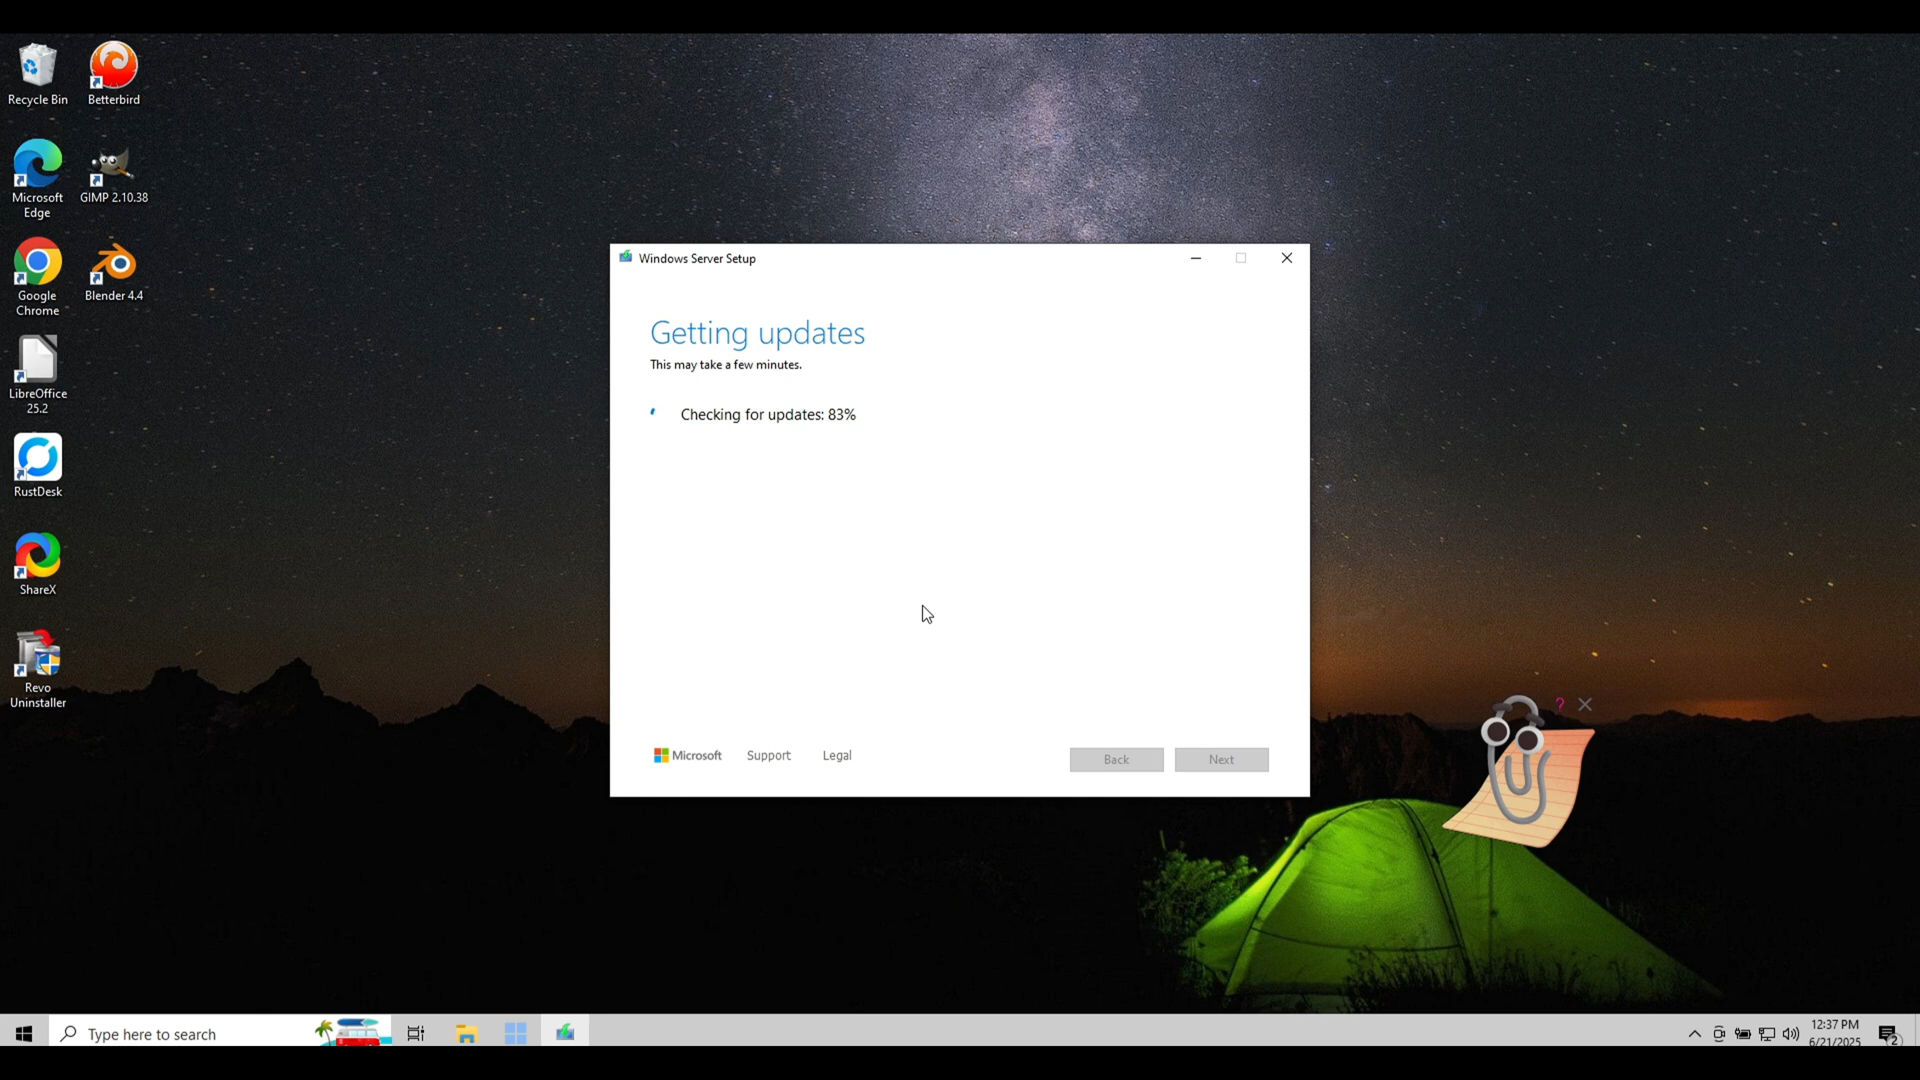 Recycle Bin
Betterbird
Microsoft
Edge
GIMP 2.10.38
Google
Chrome
Blender 4.4
LibreOffice
25.2
RustDesk
ShareX
Revo
Uninstaller
Windows Server Setup
Getting updates
This may take a few minutes.
Checking for updates: 83%
Microsoft
Support
Legal
Back
Next
?
Type here to search
12:37 PM
6/21/2025
2